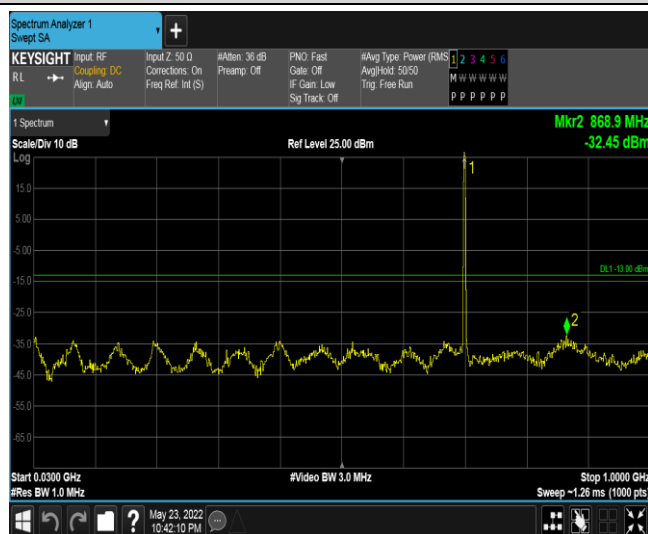 Spectrum Analyzer 1
Swept SA
KEYSIGHT
RL
LXI
Input: RF
Coupling: DC
Align: Auto
Input Z: 50 Ω
Corrections: On
Freq Ref: Int (S)
#Atten: 36 dB
Preamp: Off
PNO: Fast
Gate: Off
IF Gain: Low
Sig Track: Off
#Avg Type: Power (RMS
Avg|Hold: 50/50
Trig: Free Run
1 2 3 4 5 6
M W W W W W
P P P P P P
1 Spectrum
Scale/Div 10 dB
Ref Level 25.00 dBm
Mkr2 868.9 MHz
-32.45 dBm
Log
15.0
5.00
-5.00
-15.0
-25.0
-35.0
-45.0
-55.0
-65.0
1
DL1 -13.00 dBm
2
Start 0.0300 GHz
#Res BW 1.0 MHz
#Video BW 3.0 MHz
Stop 1.0000 GHz
Sweep ~1.26 ms (1000 pts)
?
May 23, 2022
10:42:10 PM